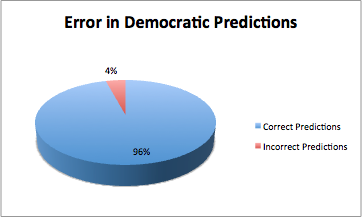 Error in Democratic Predictions
4%
96%
Correct Predictions
Incorrect Predictions